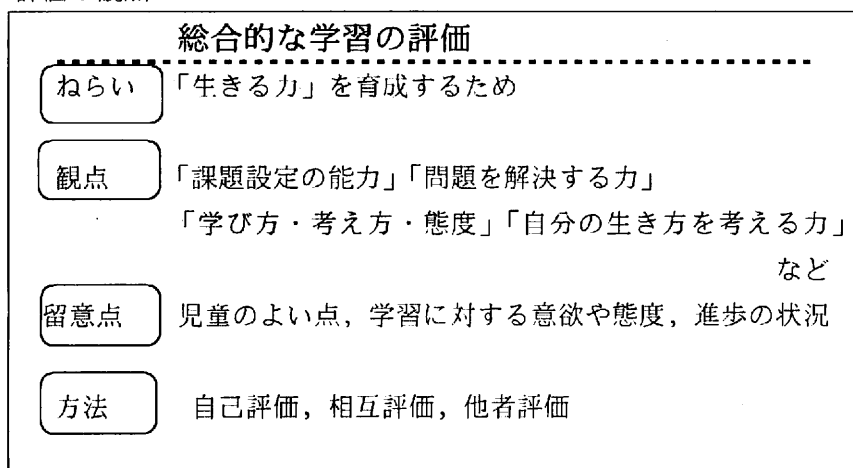 総合的な学習の評価
ねらい 「生きる力」を育成するため
観点 「課題設定の能力」「問題を解決する力」
「学び方・考え方・態度」「自分の生き方を考える力」
など
留意点 児童のよい点，学習に対する意欲や態度，進歩の状況
方法 自己評価，相互評価，他者評価